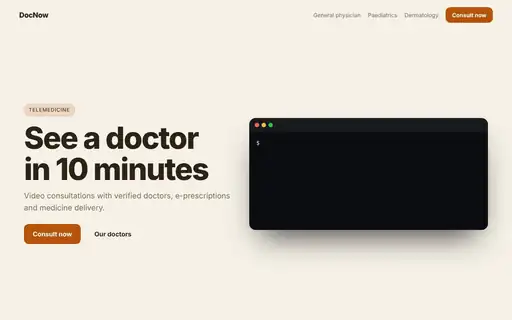 DocNow
General physician
Paediatrics
Dermatology
Consult now
TELEMEDICINE
See a doctor
in 10 minutes
Video consultations with verified doctors, e-prescriptions
and medicine delivery.
Consult now
Our doctors
$